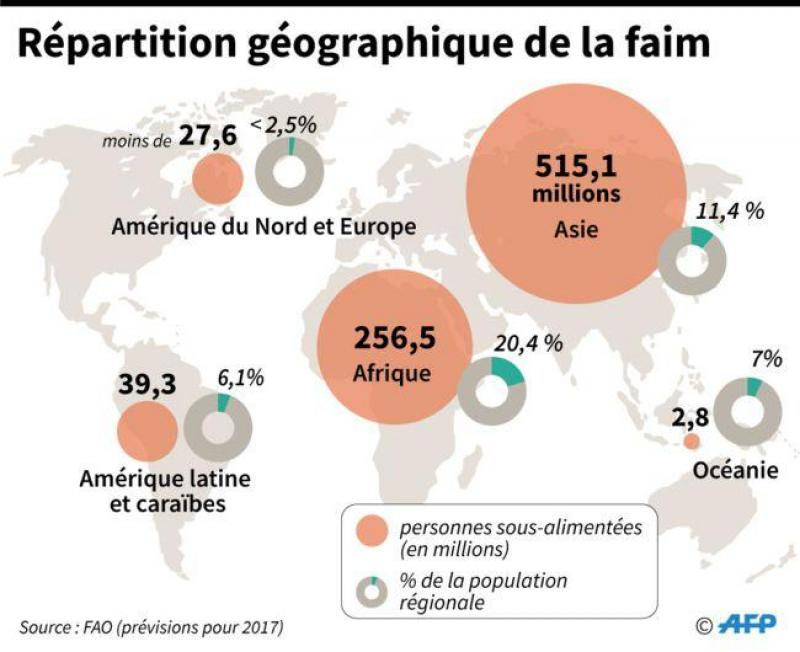 Répartition géographique de la faim
moins de 27,6
<2,5%
Amérique du Nord et Europe
515,1
millions
Asie
11,4 %
256,5
Afrique
20,4 %
39,3
6,1%
Amérique latine
et caraïbes
7%
2,8
Océanie
personnes sous-alimentées
(en millions)
% de la population
régionale
Source : FAO (prévisions pour 2017)
© AFP